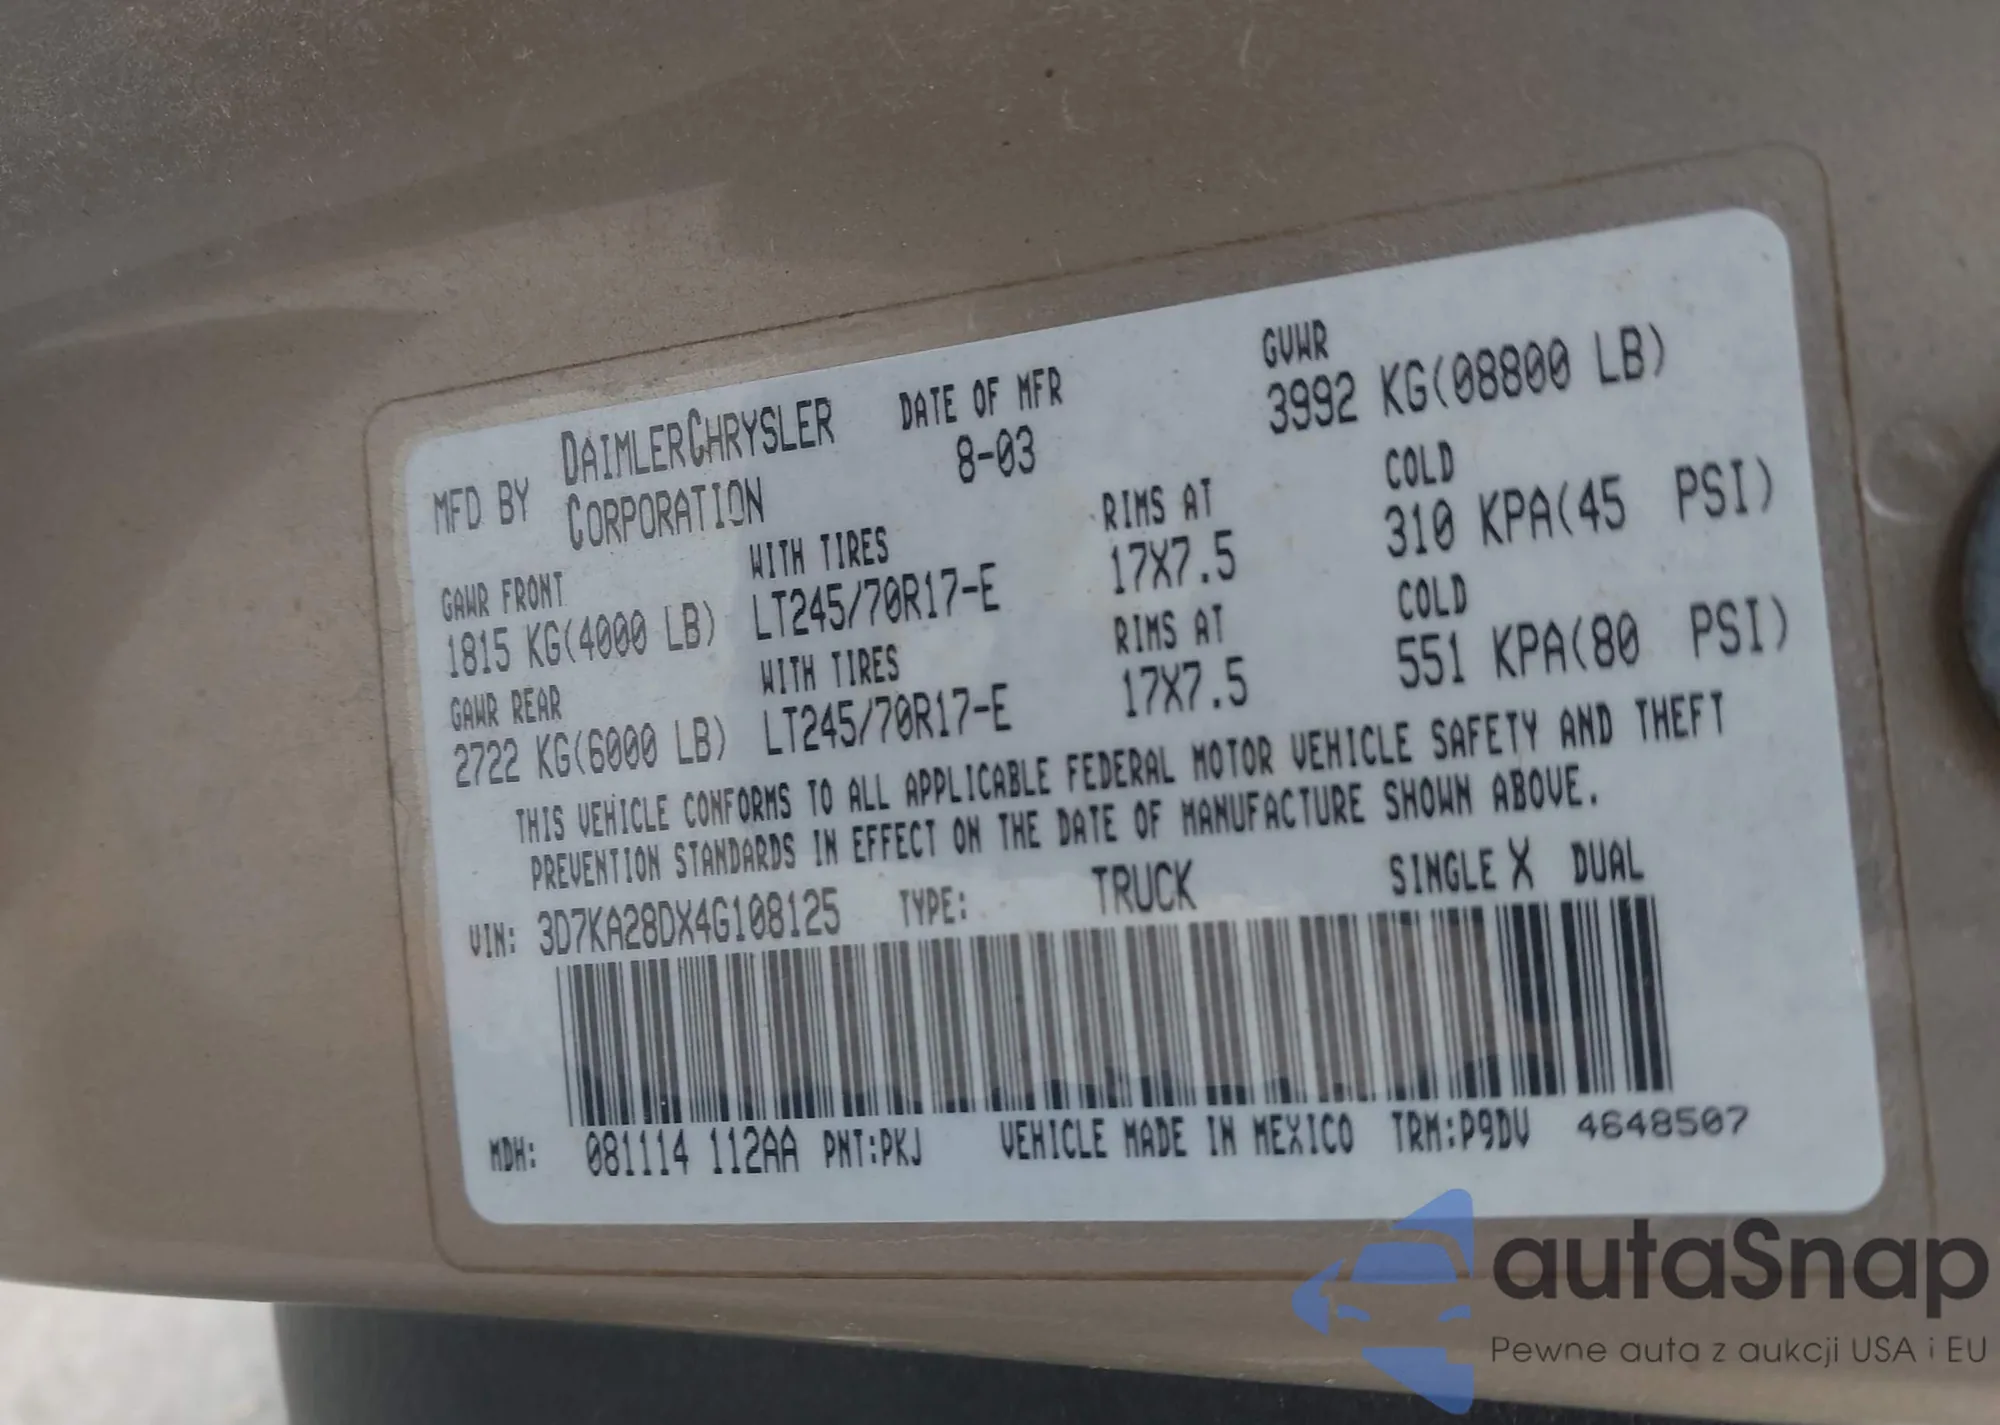 MFD BY DAIMLERCHRYSLER CORPORATION
DATE OF MFR
8-03
GVWR
3992 KG(08800 LB)
GAWR FRONT WITH TIRES RIMS AT COLD
1815 KG(4000 LB) LT245/70R17-E 17X7.5 310 KPA(45 PSI)
GAWR REAR WITH TIRES RIMS AT COLD
2722 KG(6000 LB) LT245/70R17-E 17X7.5 551 KPA(80 PSI)
THIS VEHICLE CONFORMS TO ALL APPLICABLE FEDERAL MOTOR VEHICLE SAFETY AND THEFT
PREVENTION STANDARDS IN EFFECT ON THE DATE OF MANUFACTURE SHOWN ABOVE.
VIN: 3D7KA28DX4G108125 TYPE: TRUCK SINGLE X DUAL
MDH: 081114 112AA PNT:PKJ VEHICLE MADE IN MEXICO TRM:P9DV 4648507
autaSnap
Pewne auta z aukcji USA i EU